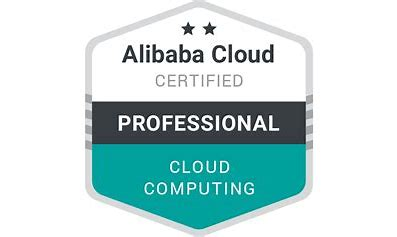 Alibaba Cloud
CERTIFIED
PROFESSIONAL
CLOUD
COMPUTING